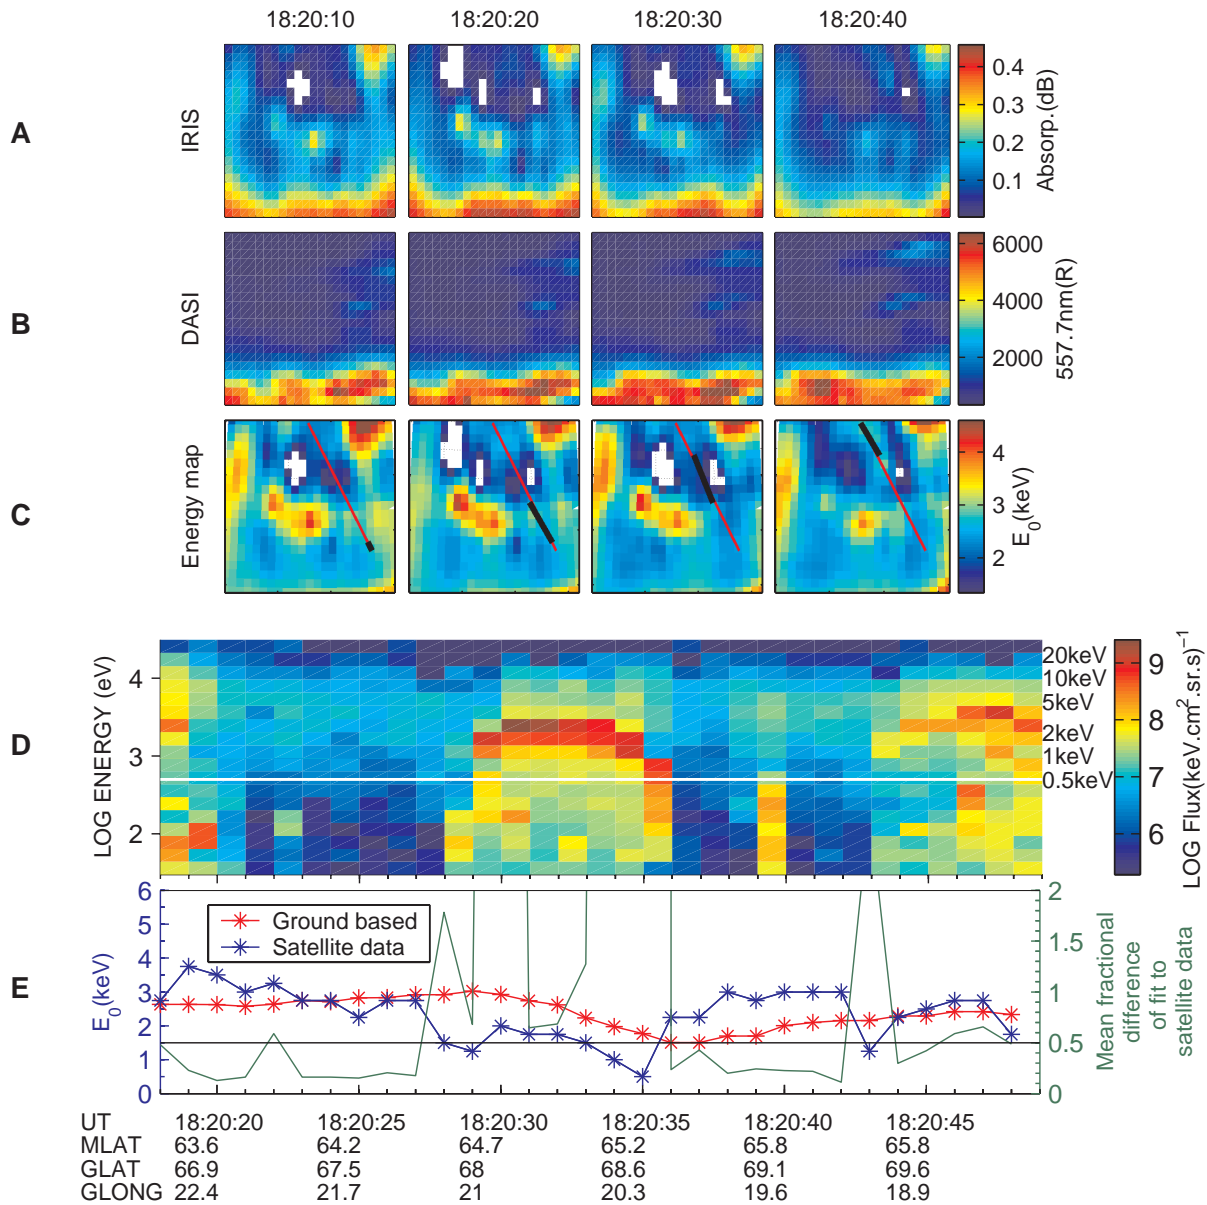 18:20:10 18:20:20 18:20:30 18:20:40
A
IRIS
0.4
0.3
0.2
0.1
Absorp.(dB)
B
DASI
6000
4000
2000
557.7nm(R)
C
Energy map
4
3
2
E0(keV)
D
LOG ENERGY (eV)
4
3
2
20keV
10keV
5keV
2keV
1keV
0.5keV
9
8
7
6
LOG Flux(keV.cm2.sr.s)−1
E
E0(keV)
6
5
4
3
2
1
0
Ground based
Satellite data
2
1.5
1
0.5
0
Mean fractional
difference
of fit to
satellite data
UT 18:20:20 18:20:25 18:20:30 18:20:35 18:20:40 18:20:45
MLAT 63.6 64.2 64.7 65.2 65.8 65.8
GLAT 66.9 67.5 68 68.6 69.1 69.6
GLONG 22.4 21.7 21 20.3 19.6 18.9